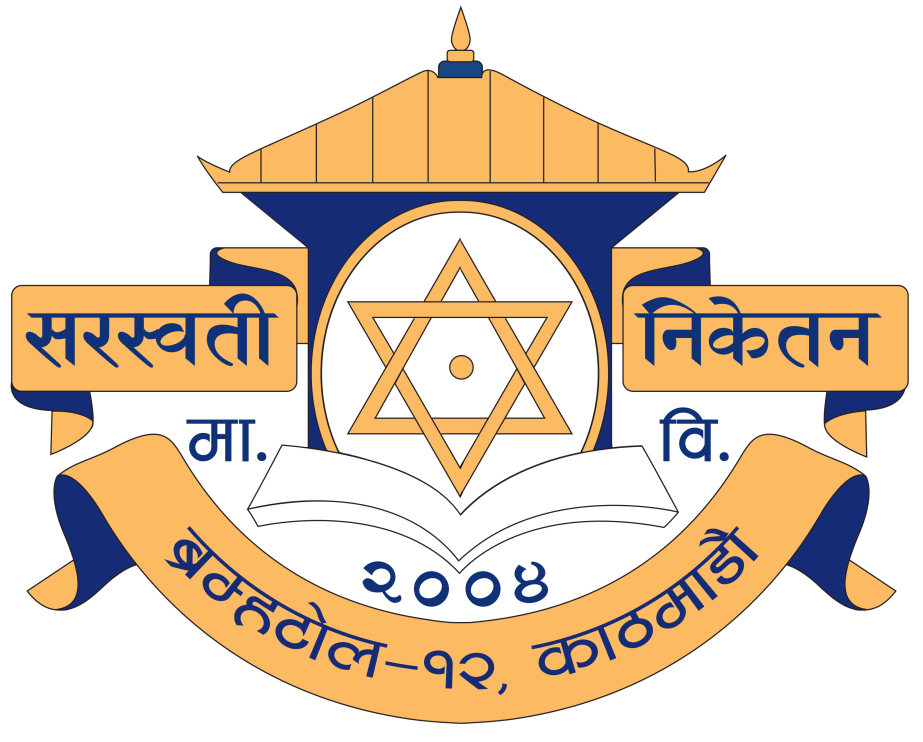 सरस्वती निकेतन
मा. वि.
२००४
ब्रम्हटोल-१२, काठमाडौ